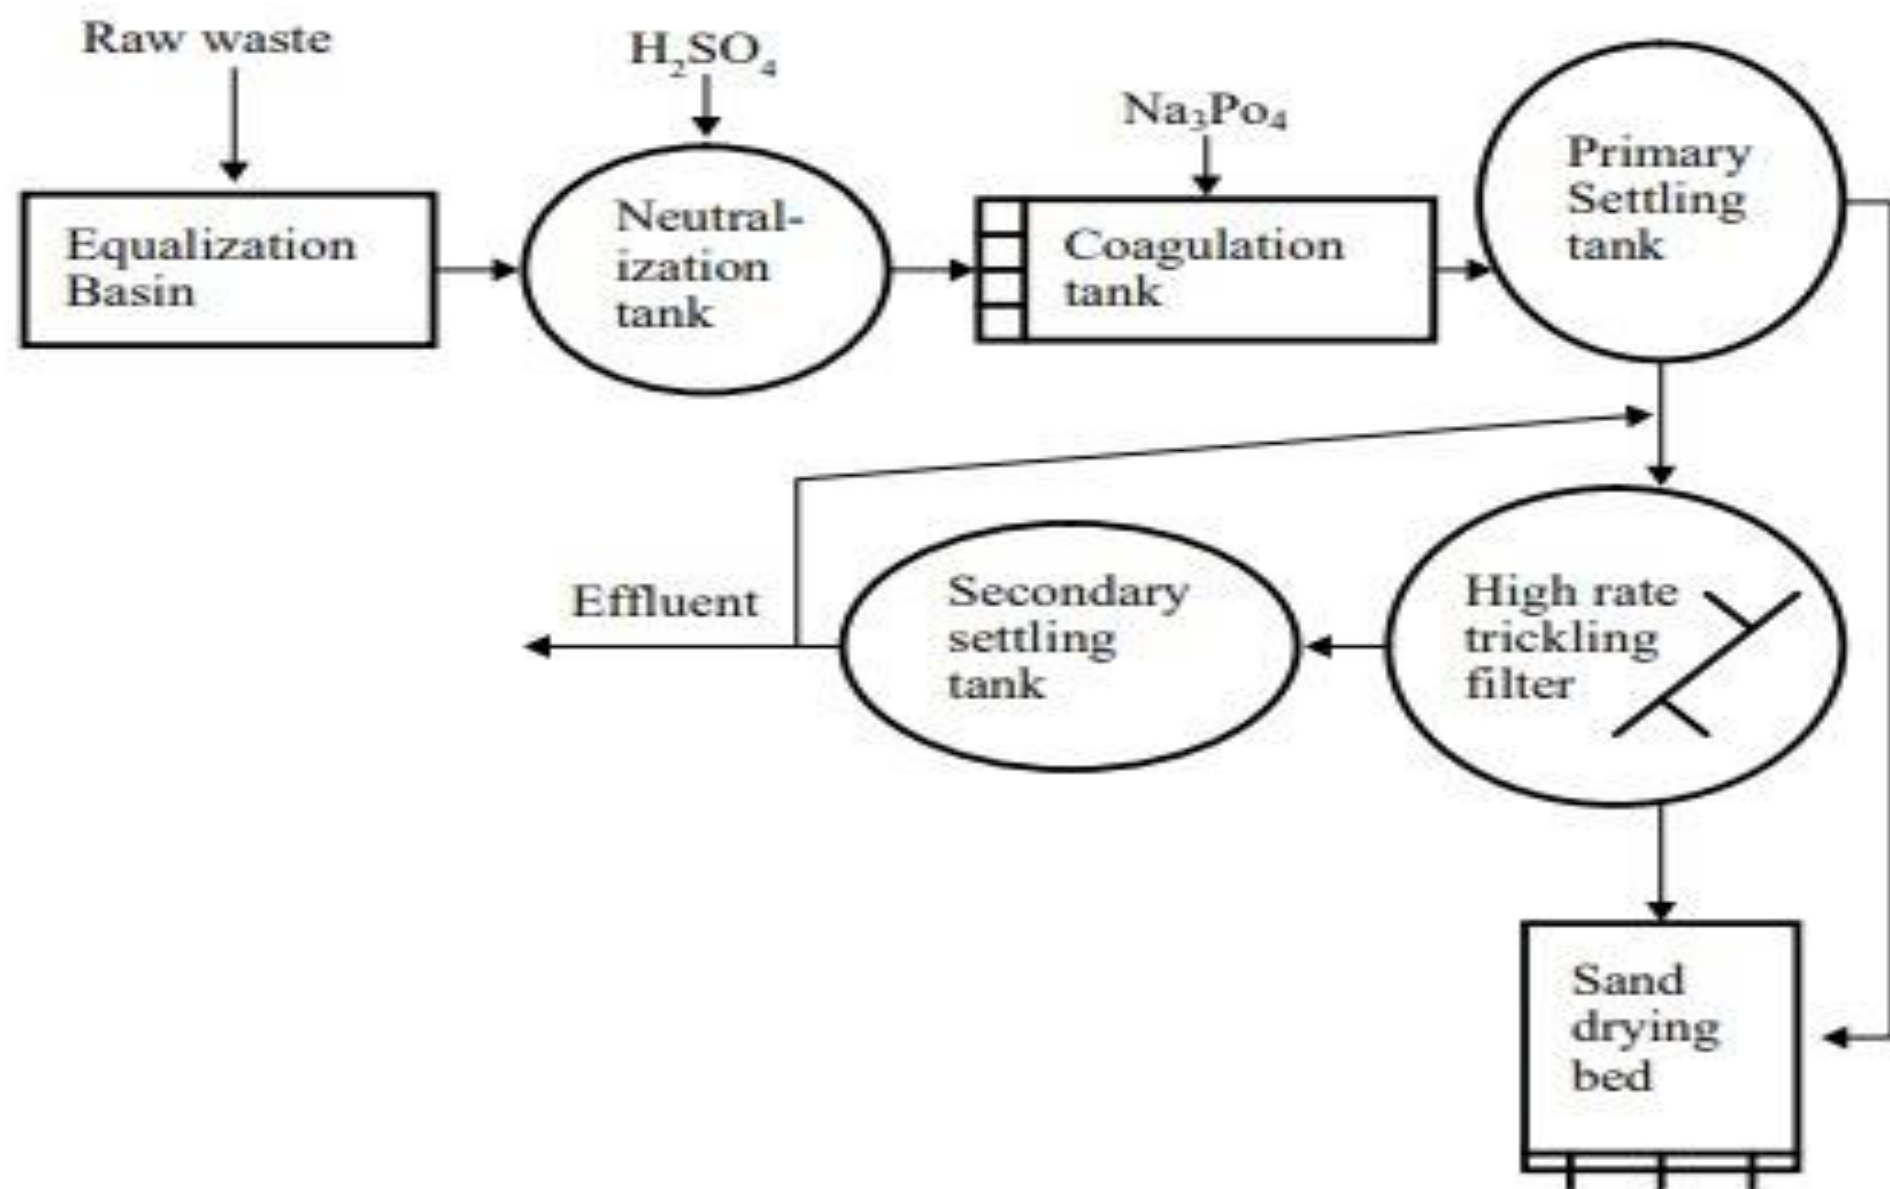 Raw waste
H₂SO₄
Na₃Po₄
Primary
Settling
tank
Equalization
Basin
Neutral-
ization
tank
Coagulation
tank
Effluent
Secondary
settling
tank
High rate
trickling
filter
Sand
drying
bed